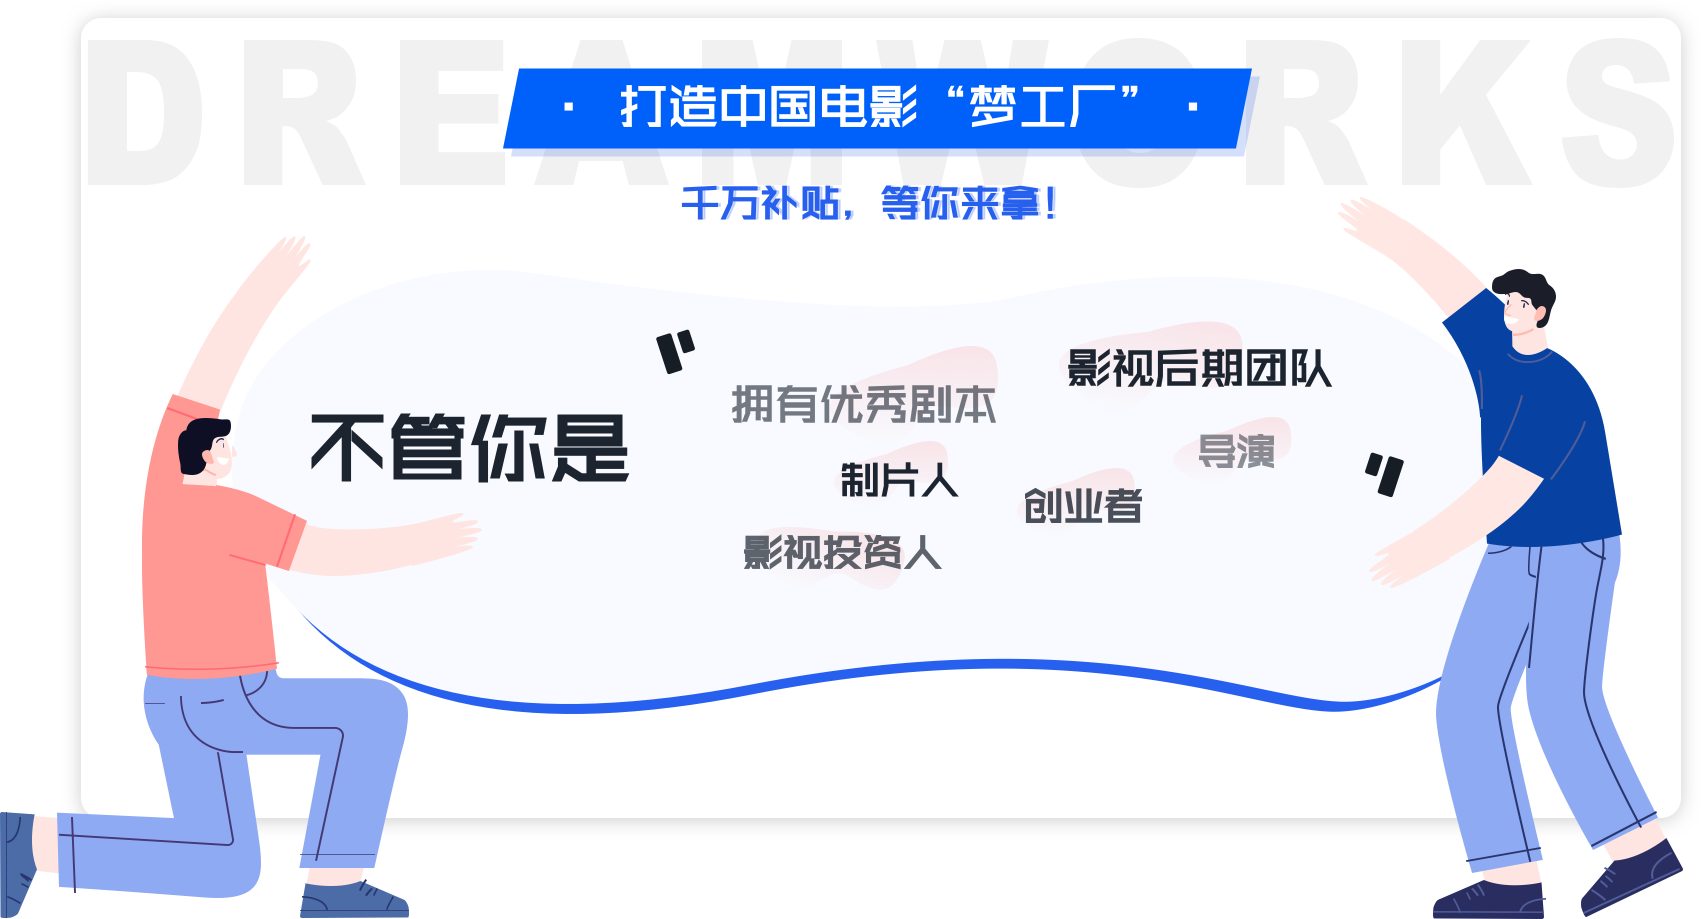 DREAMWORKS
· 打造中国电影“梦工厂” ·
千万补贴，等你来拿！
不管你是
“
影视后期团队
拥有优秀剧本
导演
制片人
创业者
影视投资人
”